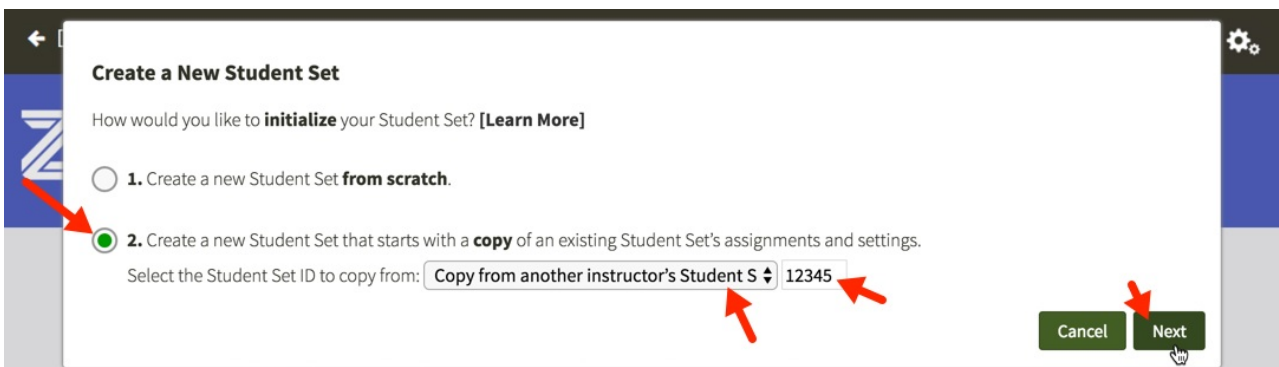 Create a New Student Set
How would you like to initialize your Student Set? [Learn More]
1. Create a new Student Set from scratch.
2. Create a new Student Set that starts with a copy of an existing Student Set’s assignments and settings.
Select the Student Set ID to copy from: Copy from another instructor’s Student S 12345
Cancel Next